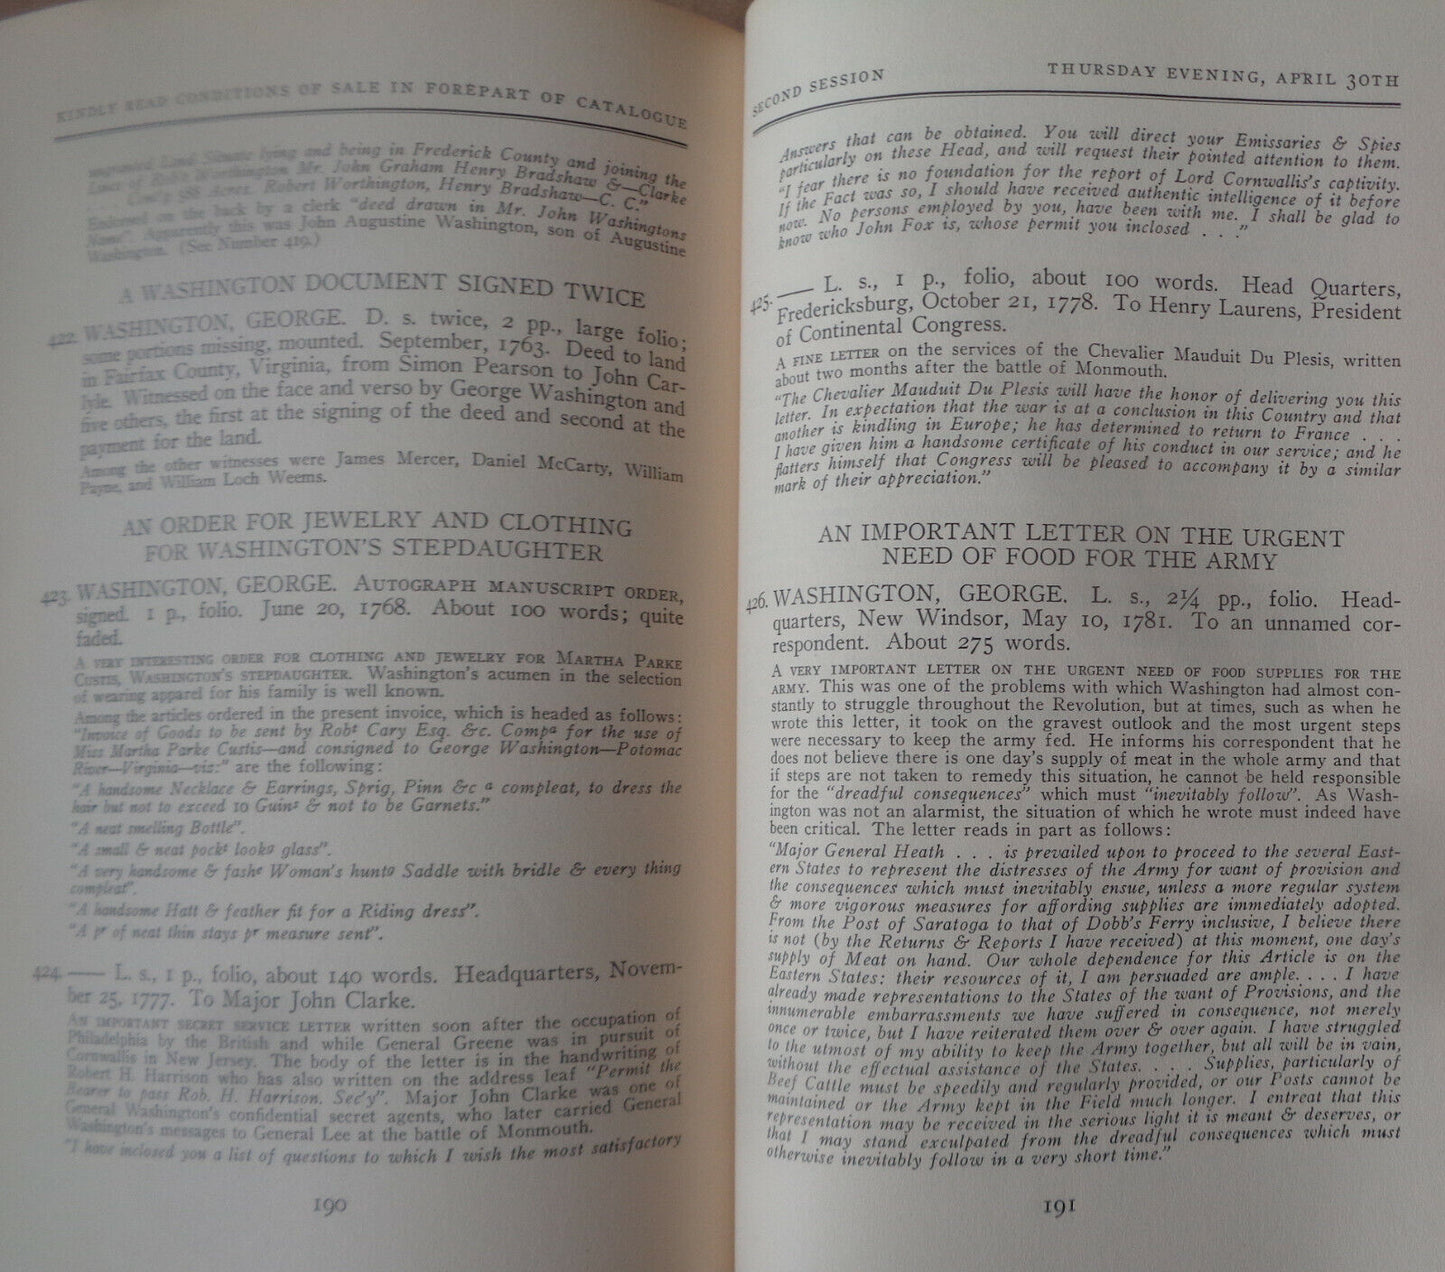 KINDLY READ CONDITIONS OF SALE IN FOREPART OF CATALOGUE
Land Situate lying and being in Frederick County and joining the
Mr. John Graham Henry Bradshaw &—Clarke
Acres. Robert Worthington, Henry Bradshaw—C. C."
the back by a clerk "deed drawn in Mr. John Washingtons
Apparently this was John Augustine Washington, son of Augustine
Washington. (See Number 419.)
A WASHINGTON DOCUMENT SIGNED TWICE
422. WASHINGTON, GEORGE. D. s. twice, 2 pp., large folio;
some portions missing, mounted. September, 1763. Deed to land
in Fairfax County, Virginia, from Simon Pearson to John Car-
lyle. Witnessed on the face and verso by George Washington and
five others, the first at the signing of the deed and second at the
payment for the land.
Among the other witnesses were James Mercer, Daniel McCarty, William
Payne, and William Loch Weems.
AN ORDER FOR JEWELRY AND CLOTHING
FOR WASHINGTON'S STEPDAUGHTER
423. WASHINGTON, GEORGE. AUTOGRAPH MANUSCRIPT ORDER,
signed. 1 p., folio. June 20, 1768. About 100 words; quite
faded.
A VERY INTERESTING ORDER FOR CLOTHING AND JEWELRY FOR MARTHA PARKE
CUSTIS, WASHINGTON'S STEPDAUGHTER. Washington's acumen in the selection
of wearing apparel for his family is well known.
Among the articles ordered in the present invoice, which is headed as follows:
"Invoice of Goods to be sent by Robt Cary Esq. &c. Compa for the use of
Miss Martha Parke Custis—and consigned to George Washington—Potomac
River—Virginia—viz:" are the following:
"A handsome Necklace & Earrings, Sprig, Pinn &c a compleat, to dress the
hair but not to exceed 10 Guins & not to be Garnets."
"A neat smelling Bottle".
"A small & neat pockt lookg glass".
"A very handsome & fashe Woman's huntg Saddle with bridle & every thing
compleat".
"A handsome Hatt & feather fit for a Riding dress".
"A pr of neat thin stays pr measure sent".
424. —— L. s., 1 p., folio, about 140 words. Headquarters, Novem-
ber 25, 1777. To Major John Clarke.
AN IMPORTANT SECRET SERVICE LETTER written soon after the occupation of
Philadelphia by the British and while General Greene was in pursuit of
Cornwallis in New Jersey. The body of the letter is in the handwriting of
Robert H. Harrison who has also written on the address leaf "Permit the
Bearer to pass Rob. H. Harrison. Sec'y". Major John Clarke was one of
General Washington's confidential secret agents, who later carried General
Washington's messages to General Lee at the battle of Monmouth.
"I have inclosed you a list of questions to which I wish the most satisfactory
190
SECOND SESSION THURSDAY EVENING, APRIL 30TH
Answers that can be obtained. You will direct your Emissaries & Spies
particularly on these Head, and will request their pointed attention to them.
"I fear there is no foundation for the report of Lord Cornwallis's captivity.
If the Fact was so, I should have received authentic intelligence of it before
now. No persons employed by you, have been with me. I shall be glad to
know who John Fox is, whose permit you inclosed . . ."
425. —— L. s., 1 p., folio, about 100 words. Head Quarters,
Fredericksburg, October 21, 1778. To Henry Laurens, President
of Continental Congress.
A FINE LETTER on the services of the Chevalier Mauduit Du Plesis, written
about two months after the battle of Monmouth.
"The Chevalier Mauduit Du Plesis will have the honor of delivering you this
letter. In expectation that the war is at a conclusion in this Country and that
another is kindling in Europe; he has determined to return to France . . .
I have given him a handsome certificate of his conduct in our service; and he
flatters himself that Congress will be pleased to accompany it by a similar
mark of their appreciation."
AN IMPORTANT LETTER ON THE URGENT
NEED OF FOOD FOR THE ARMY
426. WASHINGTON, GEORGE. L. s., 2¼ pp., folio. Head-
quarters, New Windsor, May 10, 1781. To an unnamed cor-
respondent. About 275 words.
A VERY IMPORTANT LETTER ON THE URGENT NEED OF FOOD SUPPLIES FOR THE
ARMY. This was one of the problems with which Washington had almost con-
stantly to struggle throughout the Revolution, but at times, such as when he
wrote this letter, it took on the gravest outlook and the most urgent steps
were necessary to keep the army fed. He informs his correspondent that he
does not believe there is one day's supply of meat in the whole army and that
if steps are not taken to remedy this situation, he cannot be held responsible
for the "dreadful consequences" which must "inevitably follow". As Wash-
ington was not an alarmist, the situation of which he wrote must indeed have
been critical. The letter reads in part as follows:
"Major General Heath . . . is prevailed upon to proceed to the several East-
ern States to represent the distresses of the Army for want of provision and
the consequences which must inevitably ensue, unless a more regular system
& more vigorous measures for affording supplies are immediately adopted.
From the Post of Saratoga to that of Dobb's Ferry inclusive, I believe there
is not (by the Returns & Reports I have received) at this moment, one day's
supply of Meat on hand. Our whole dependence for this Article is on the
Eastern States: their resources of it, I am persuaded are ample. . . . I have
already made representations to the States of the want of Provisions, and the
innumerable embarrassments we have suffered in consequence, not merely
once or twice, but I have reiterated them over & over again. I have struggled
to the utmost of my ability to keep the Army together, but all will be in vain,
without the effectual assistance of the States. . . . Supplies, particularly of
Beef Cattle must be speedily and regularly provided, or our Posts cannot be
maintained or the Army kept in the Field much longer. I entreat that this
representation may be received in the serious light it is meant & deserves, or
that I may stand exculpated from the dreadful consequences which must
otherwise inevitably follow in a very short time."
191